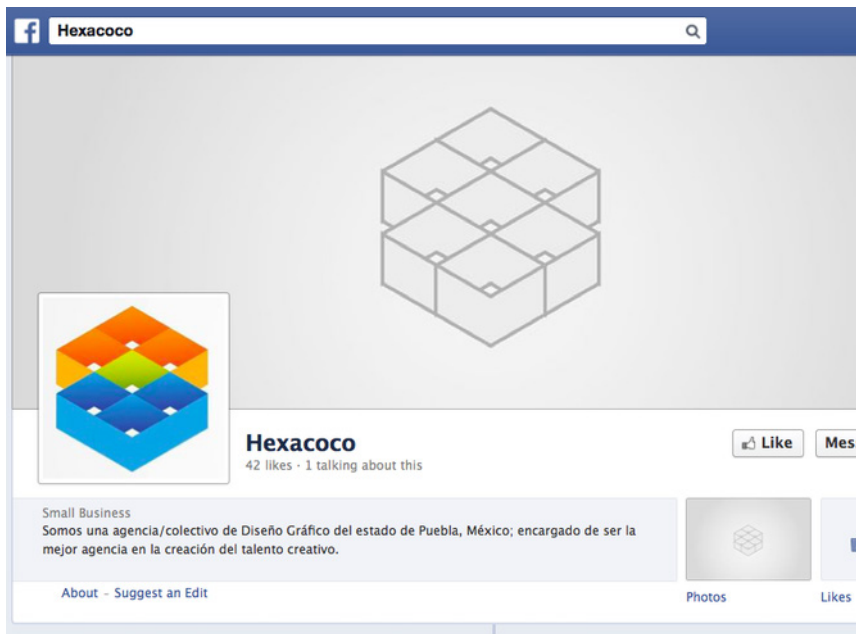 Hexacoco
Hexacoco
42 likes · 1 talking about this
Like
Small Business
Somos una agencia/colectivo de Diseño Gráfico del estado de Puebla, México; encargado de ser la
mejor agencia en la creación del talento creativo.
About - Suggest an Edit
Photos
Likes